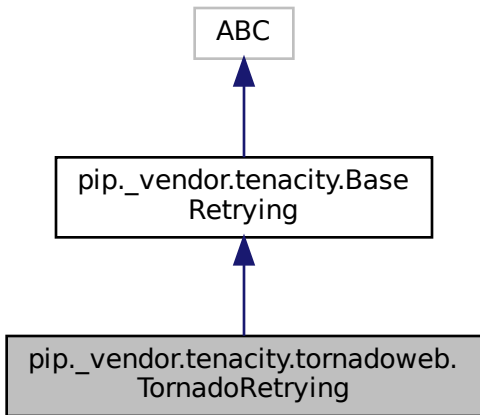 ABC
pip._vendor.tenacity.Base
Retrying
pip._vendor.tenacity.tornadoweb.
TornadoRetrying